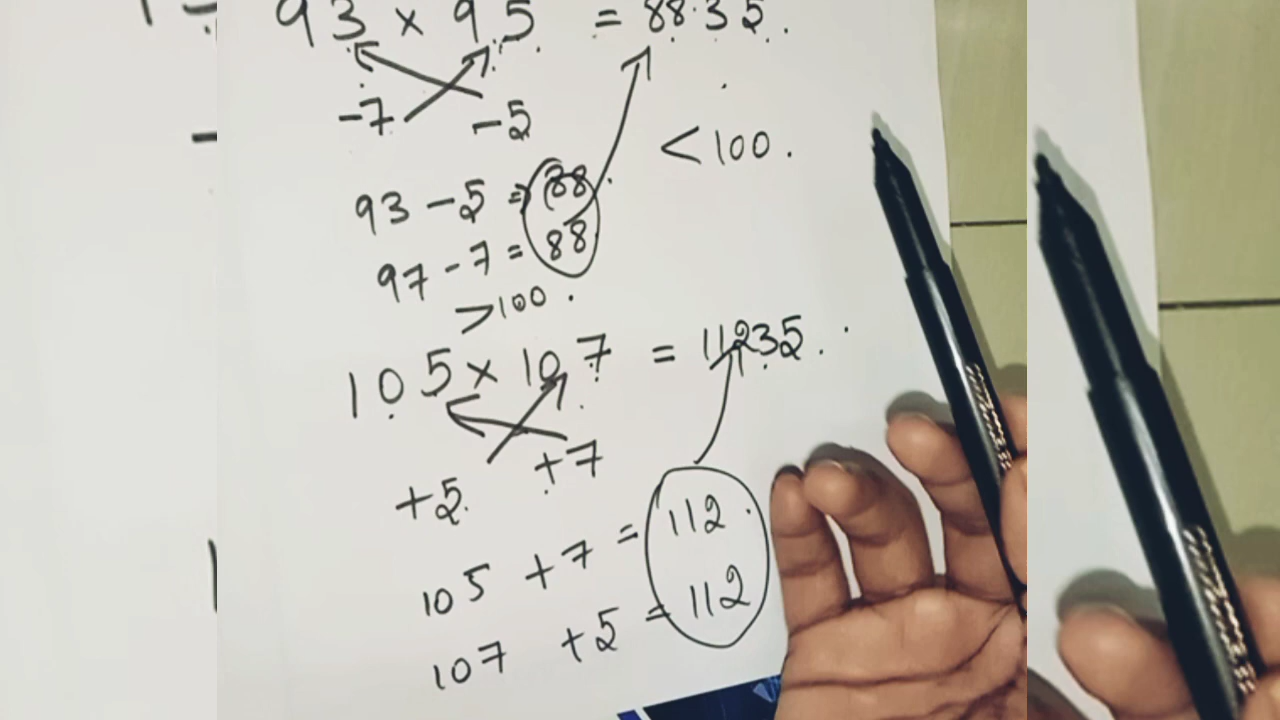 93 × 95 = 8835.
-7 -5
< 100.
93 - 5 = 88.
97 - 7 = 88
>100.
105 × 107 = 11235.
+5 +7
105 + 7 = 112.
107 + 5 = 112